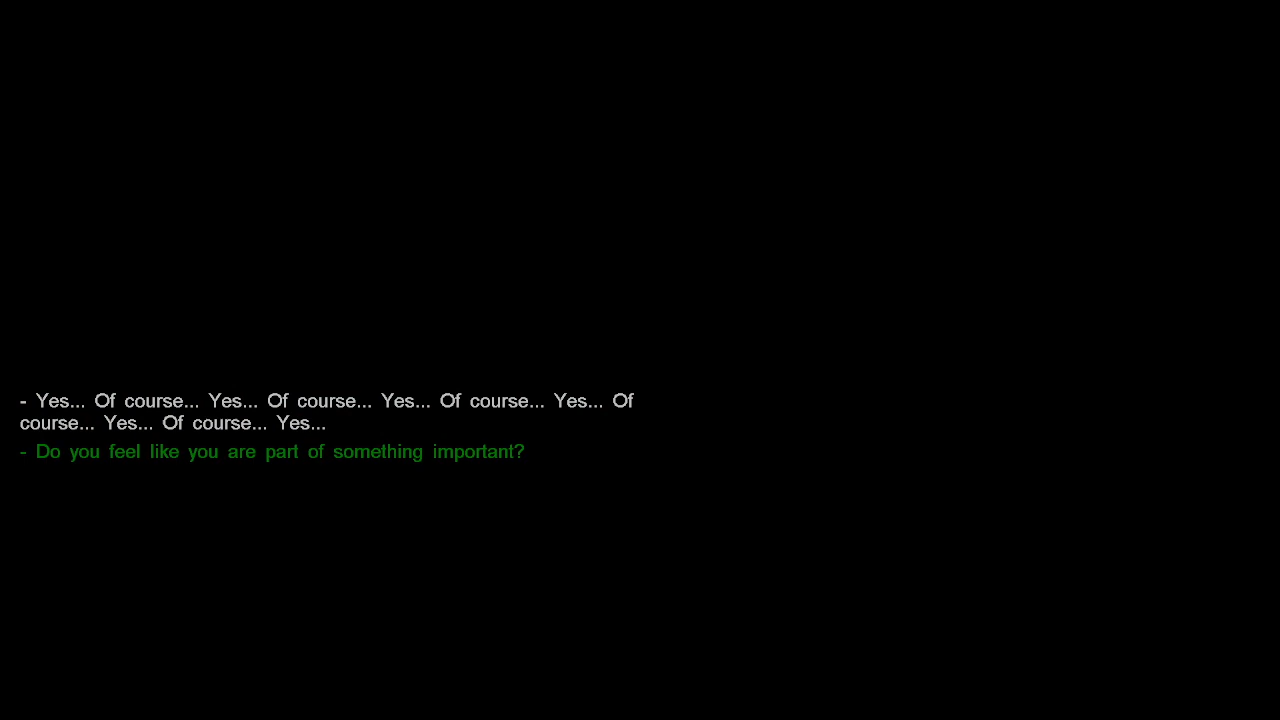 - Yes... Of course... Yes... Of course... Yes... Of course... Yes... Of
course... Yes... Of course... Yes...
- Do you feel like you are part of something important?